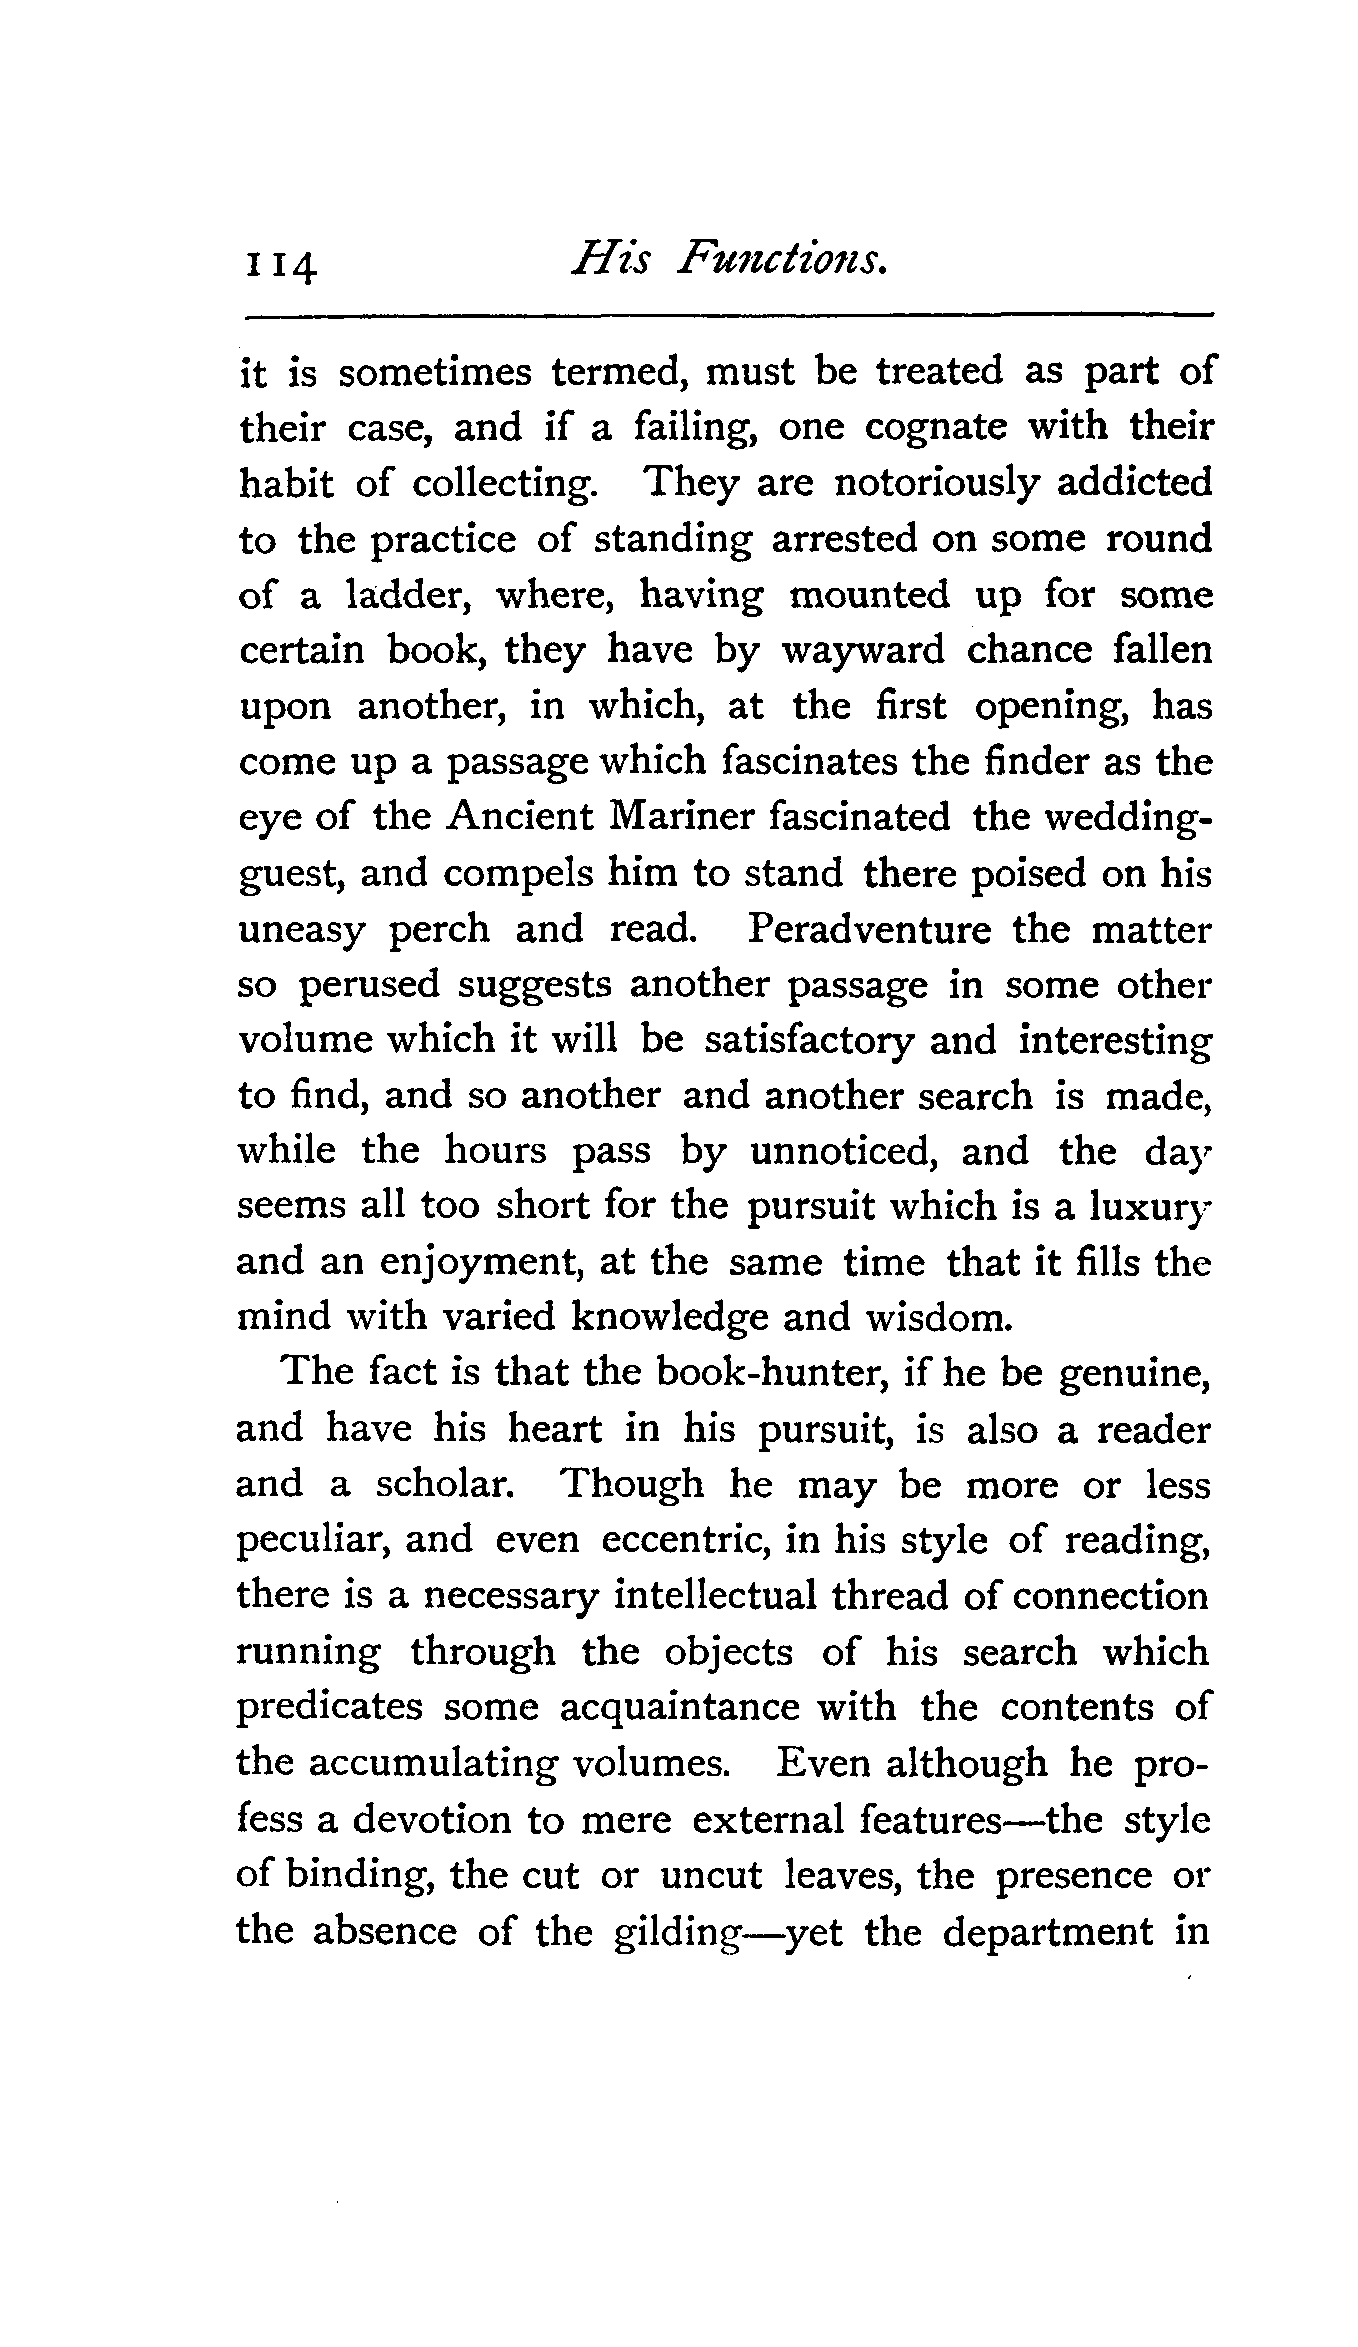 114 His Functions.
it is sometimes termed, must be treated as part of
their case, and if a failing, one cognate with their
habit of collecting. They are notoriously addicted
to the practice of standing arrested on some round
of a ladder, where, having mounted up for some
certain book, they have by wayward chance fallen
upon another, in which, at the first opening, has
come up a passage which fascinates the finder as the
eye of the Ancient Mariner fascinated the wedding-
guest, and compels him to stand there poised on his
uneasy perch and read. Peradventure the matter
so perused suggests another passage in some other
volume which it will be satisfactory and interesting
to find, and so another and another search is made,
while the hours pass by unnoticed, and the day
seems all too short for the pursuit which is a luxury
and an enjoyment, at the same time that it fills the
mind with varied knowledge and wisdom.
The fact is that the book-hunter, if he be genuine,
and have his heart in his pursuit, is also a reader
and a scholar. Though he may be more or less
peculiar, and even eccentric, in his style of reading,
there is a necessary intellectual thread of connection
running through the objects of his search which
predicates some acquaintance with the contents of
the accumulating volumes. Even although he pro-
fess a devotion to mere external features—the style
of binding, the cut or uncut leaves, the presence or
the absence of the gilding—yet the department in